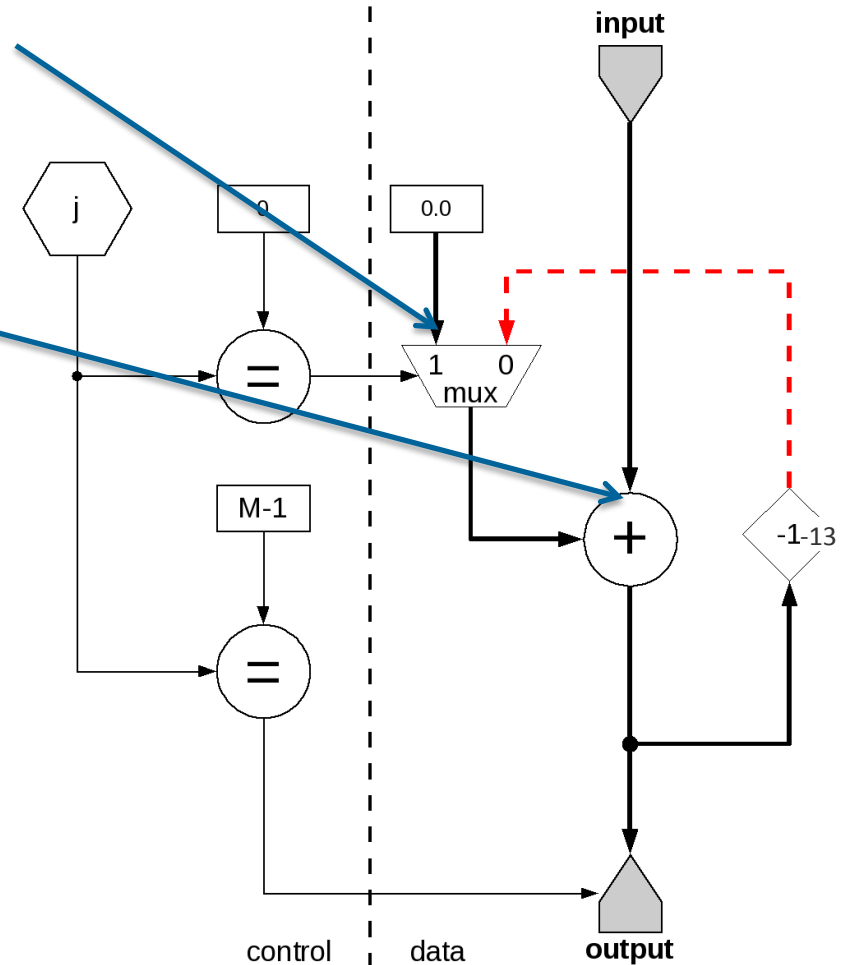 input
j
0
0.0
=
1 0
mux
M-1
+
-1-13
=
control
data
output